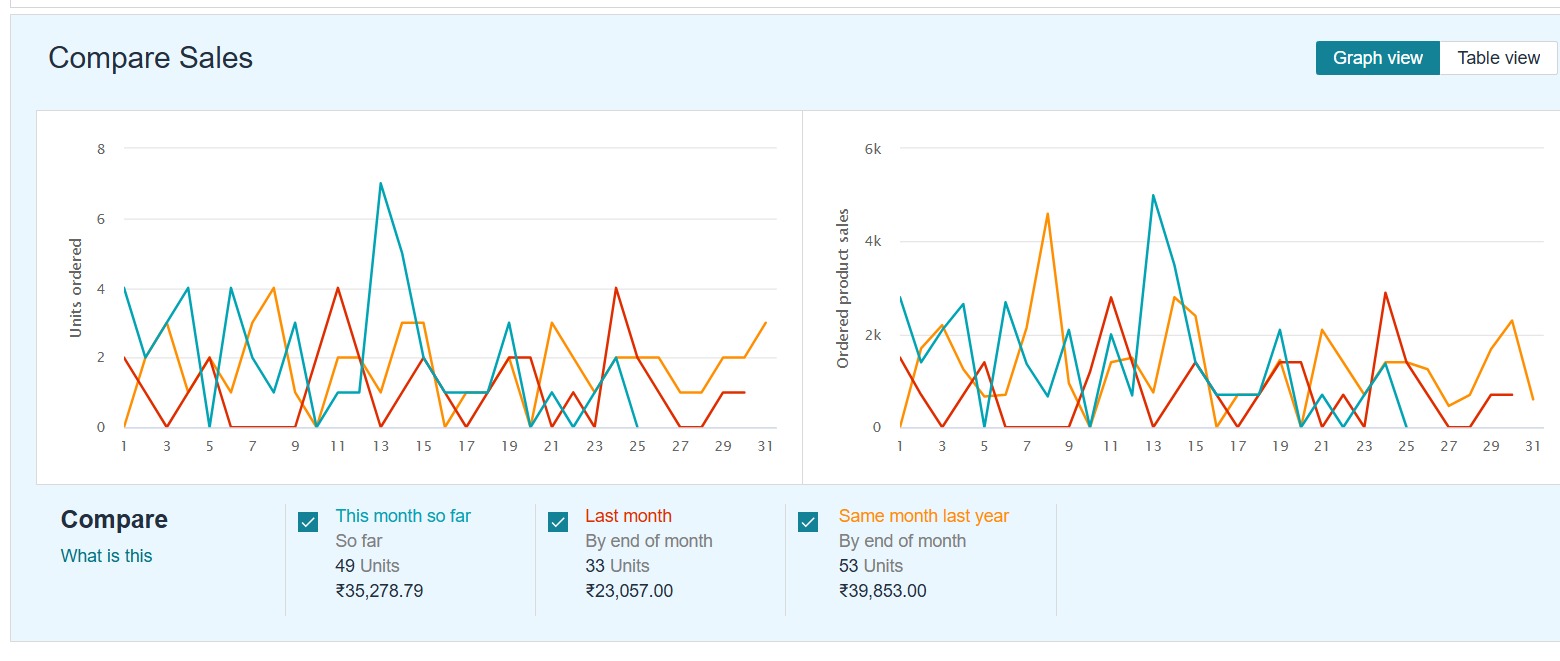 Compare Sales
Graph view
Table view
Units ordered
8
6
4
2
0
1 3 5 7 9 11 13 15 17 19 21 23 25 27 29 31
Ordered product sales
6k
4k
2k
0
1 3 5 7 9 11 13 15 17 19 21 23 25 27 29 31
Compare
What is this
This month so far
So far
49 Units
₹35,278.79
Last month
By end of month
33 Units
₹23,057.00
Same month last year
By end of month
53 Units
₹39,853.00